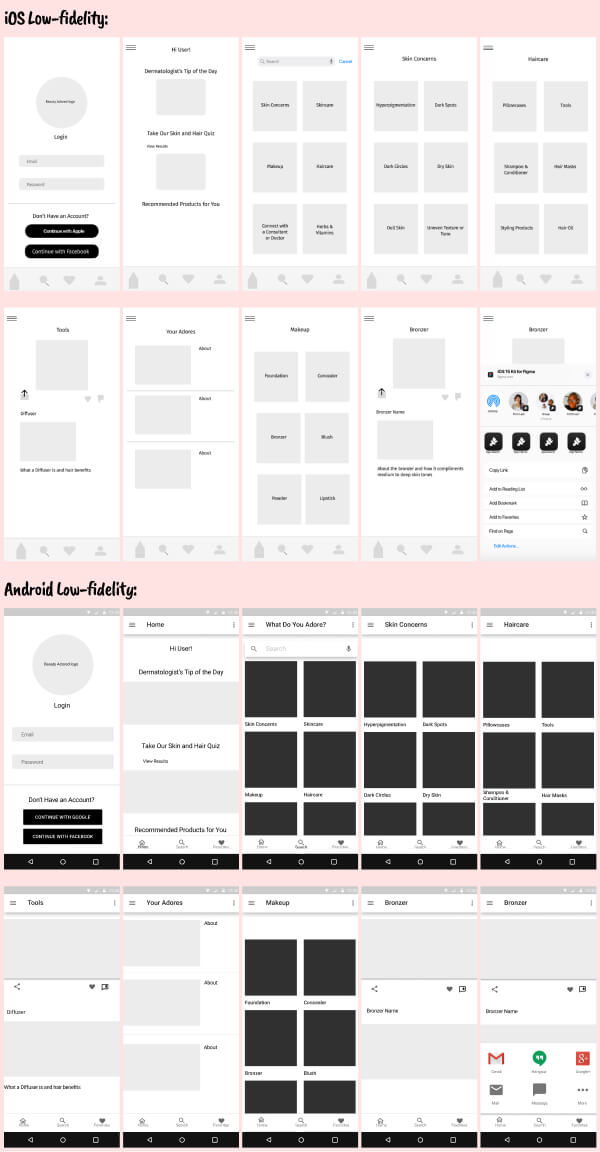 iOS Low-fidelity:
Beauty Adored logo
Login
Email
Password
Don't Have an Account?
Continue with Apple
Continue with Facebook
Hi User!
Dermatologist's Tip of the Day
Take Our Skin and Hair Quiz
View Results
Recommended Products for You
Search
Cancel
Skin Concerns
Skincare
Makeup
Haircare
Connect with
a Consultant
or Doctor
Herbs &
Vitamins
Skin Concerns
Hyperpigmentation
Dark Spots
Dark Circles
Dry Skin
Dull Skin
Uneven Texture or
Tone
Haircare
Pillowcases
Tools
Shampoo &
Conditioner
Hair Masks
Styling Products
Hair Oil
Tools
Diffuser
What a Diffuser is and hair benefits
Your Adores
About
About
About
Makeup
Foundation
Concealer
Bronzer
Blush
Powder
Lipstick
Bronzer
Bronzer Name
About the bronzer and how it compliments
medium to deep skin tones
Bronzer
iOS 15 Kit for Figma
Copy Link
Add to Reading List
Add Bookmark
Add to Favorites
Find on Page
Edit Actions...
Android Low-fidelity:
Beauty Adored logo
Login
Email
Password
Don't Have an Account?
CONTINUE WITH GOOGLE
CONTINUE WITH FACEBOOK
Home
Hi User!
Dermatologist's Tip of the Day
Take Our Skin and Hair Quiz
View Results
Recommended Products for You
Home
Search
Favorites
What Do You Adore?
Search
Skin Concerns
Skincare
Makeup
Haircare
Home
Search
Favorites
Skin Concerns
Hyperpigmentation
Dark Spots
Dark Circles
Dry Skin
Home
Search
Favorites
Haircare
Pillowcases
Tools
Shampoo &
Conditioner
Hair Masks
Home
Search
Favorites
Tools
Diffuser
What a Diffuser is and hair benefits
Home
Search
Favorites
Your Adores
About
About
About
Home
Search
Favorites
Makeup
Foundation
Concealer
Bronzer
Blush
Home
Search
Favorites
Bronzer
Bronzer Name
Home
Search
Favorites
Bronzer
Bronzer Name
Gmail
Hangout
Google+
Mail
Message
More
Home
Search
Favorites